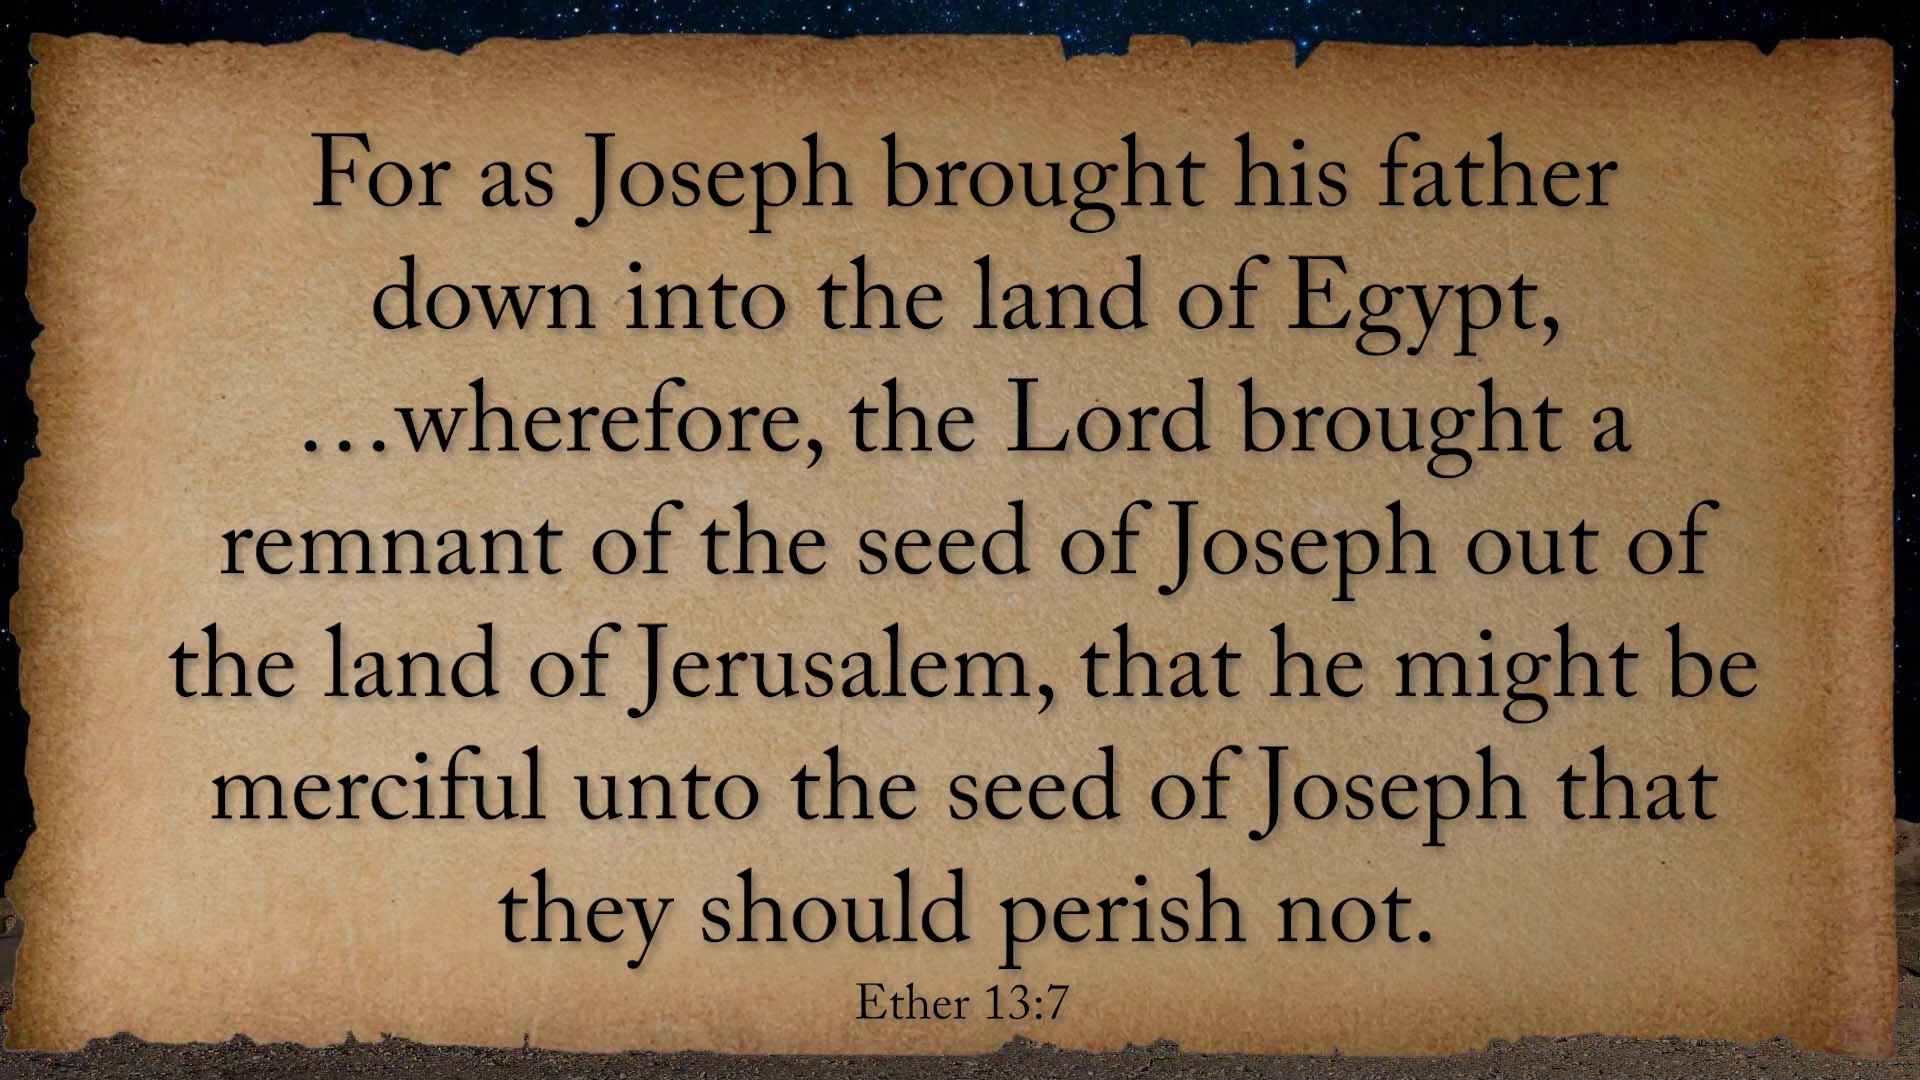 For as Joseph brought his father
down into the land of Egypt,
…wherefore, the Lord brought a
remnant of the seed of Joseph out of
the land of Jerusalem, that he might be
merciful unto the seed of Joseph that
they should perish not.
Ether 13:7